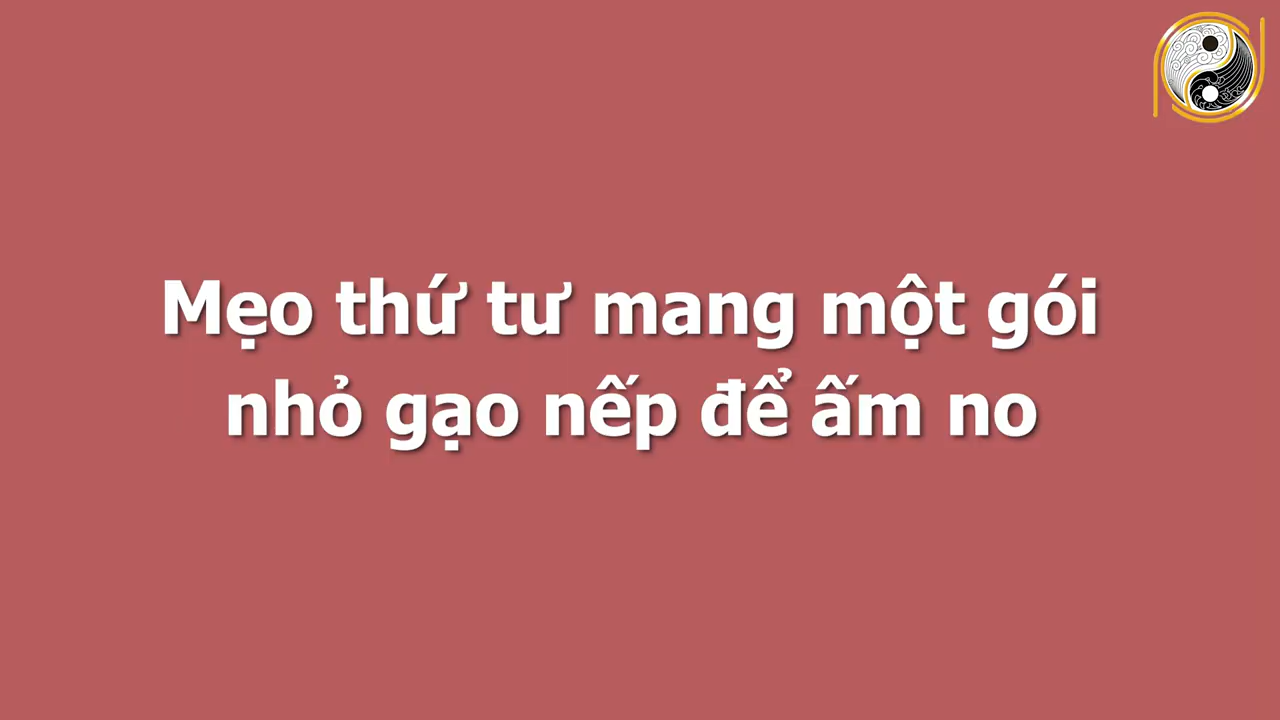 Mẹo thứ tư mang một gói
nhỏ gạo nếp để ấm no